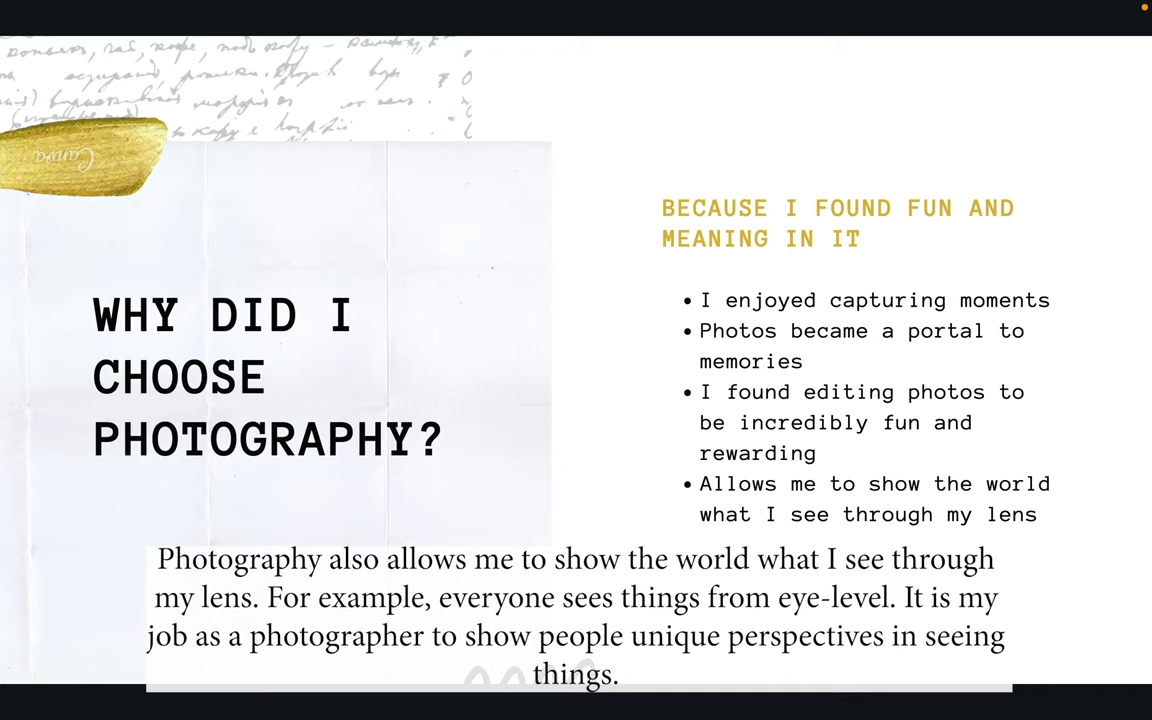 WHY DID I
CHOOSE
PHOTOGRAPHY?
BECAUSE I FOUND FUN AND
MEANING IN IT
• I enjoyed capturing moments
• Photos became a portal to
memories
• I found editing photos to
be incredibly fun and
rewarding
• Allows me to show the world
what I see through my lens
Photography also allows me to show the world what I see through
my lens. For example, everyone sees things from eye-level. It is my
job as a photographer to show people unique perspectives in seeing
things.
Canva